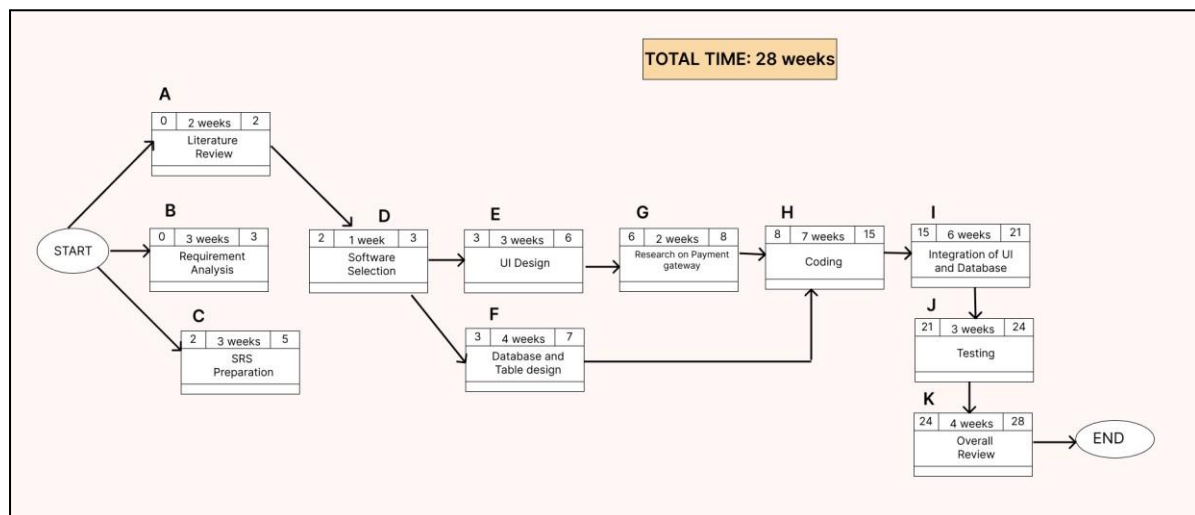 TOTAL TIME: 28 weeks
A
0 2 weeks 2
Literature
Review
B
0 3 weeks 3
Requirement
Analysis
START
C
2 3 weeks 5
SRS
Preparation
D
2 1 week 3
Software
Selection
E
3 3 weeks 6
UI Design
F
3 4 weeks 7
Database and
Table design
G
6 2 weeks 8
Research on Payment
gateway
H
8 7 weeks 15
Coding
I
15 6 weeks 21
Integration of UI
and Database
J
21 3 weeks 24
Testing
K
24 4 weeks 28
Overall
Review
END